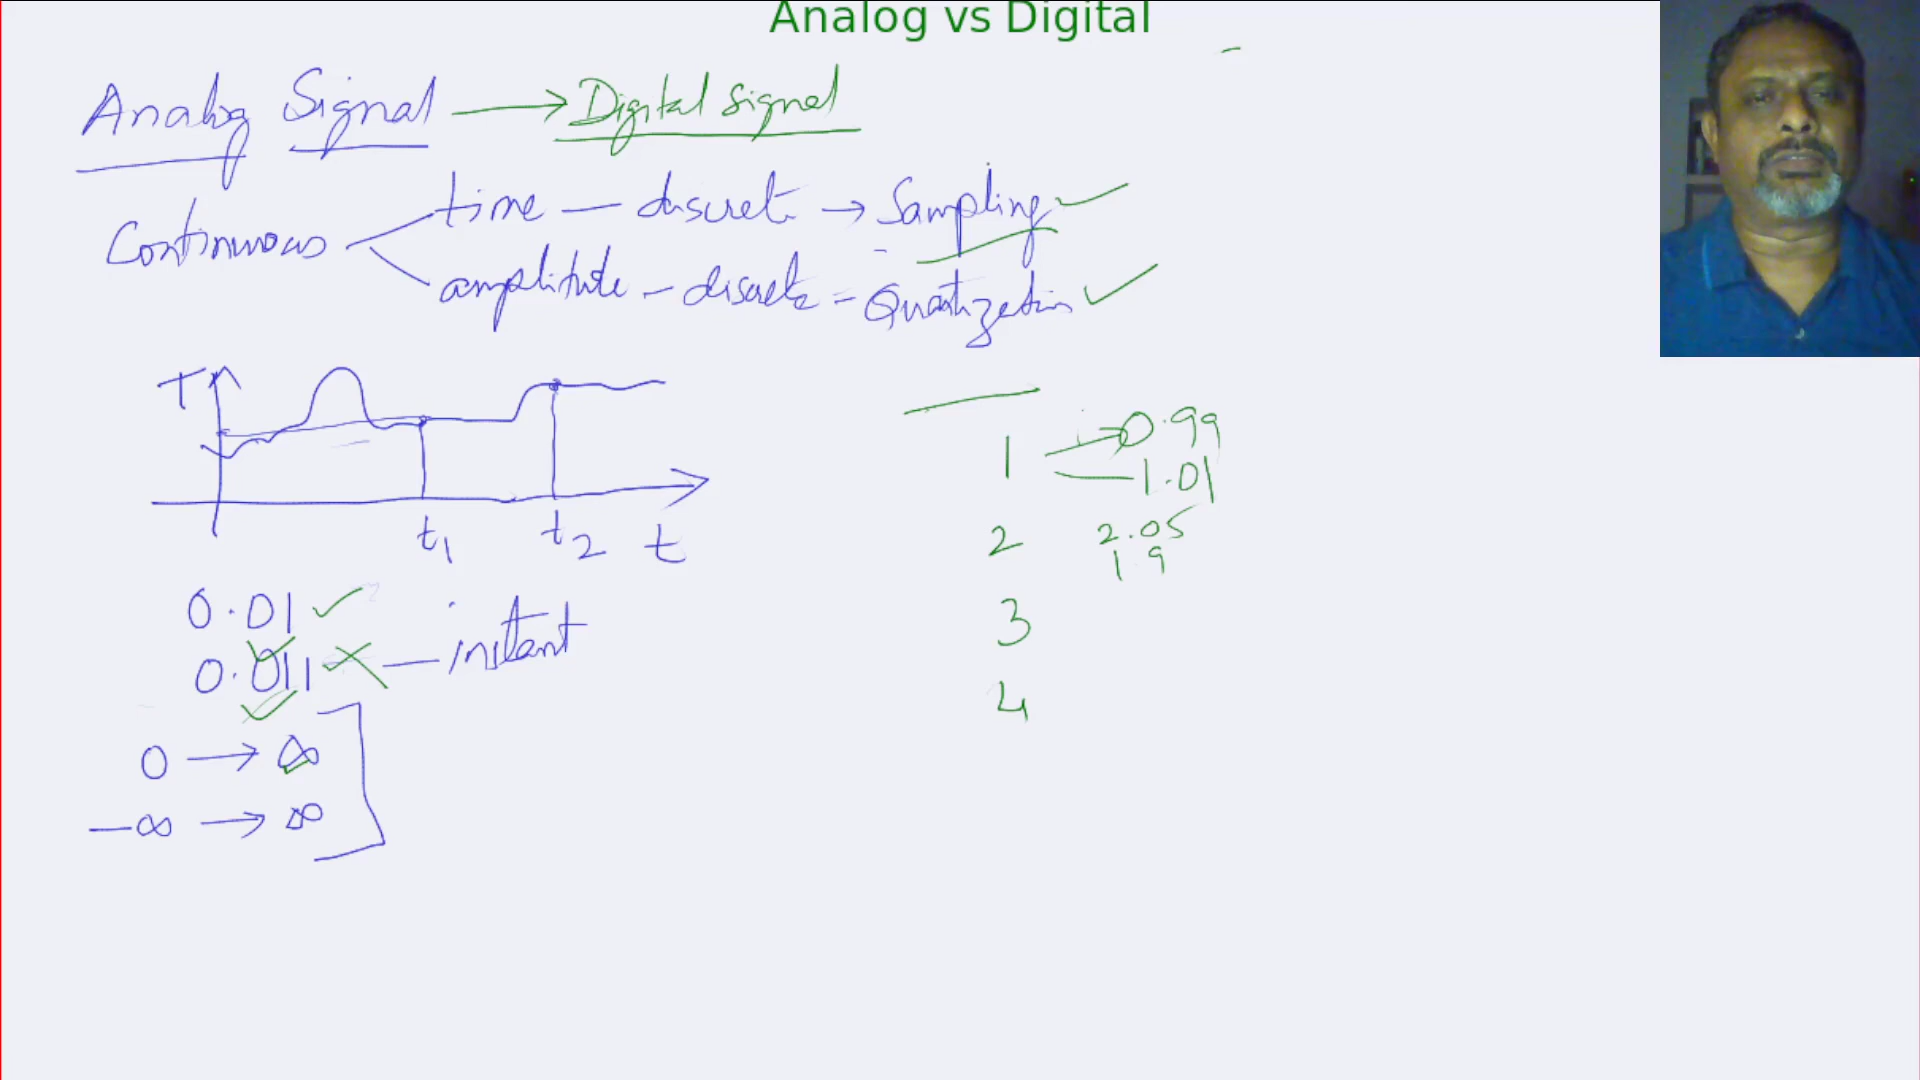 Analog vs Digital
Analog Signal → Digital Signal
Continuous
time — discrete → Sampling ✓
amplitude - discrete = Quantization ✓
T
t1 t2 t
0.01 ✓
0.011 ✗ — instant
0 → ∞
-∞ → ∞
1 → 0.99
1.01
2 2.05
1.9
3
4